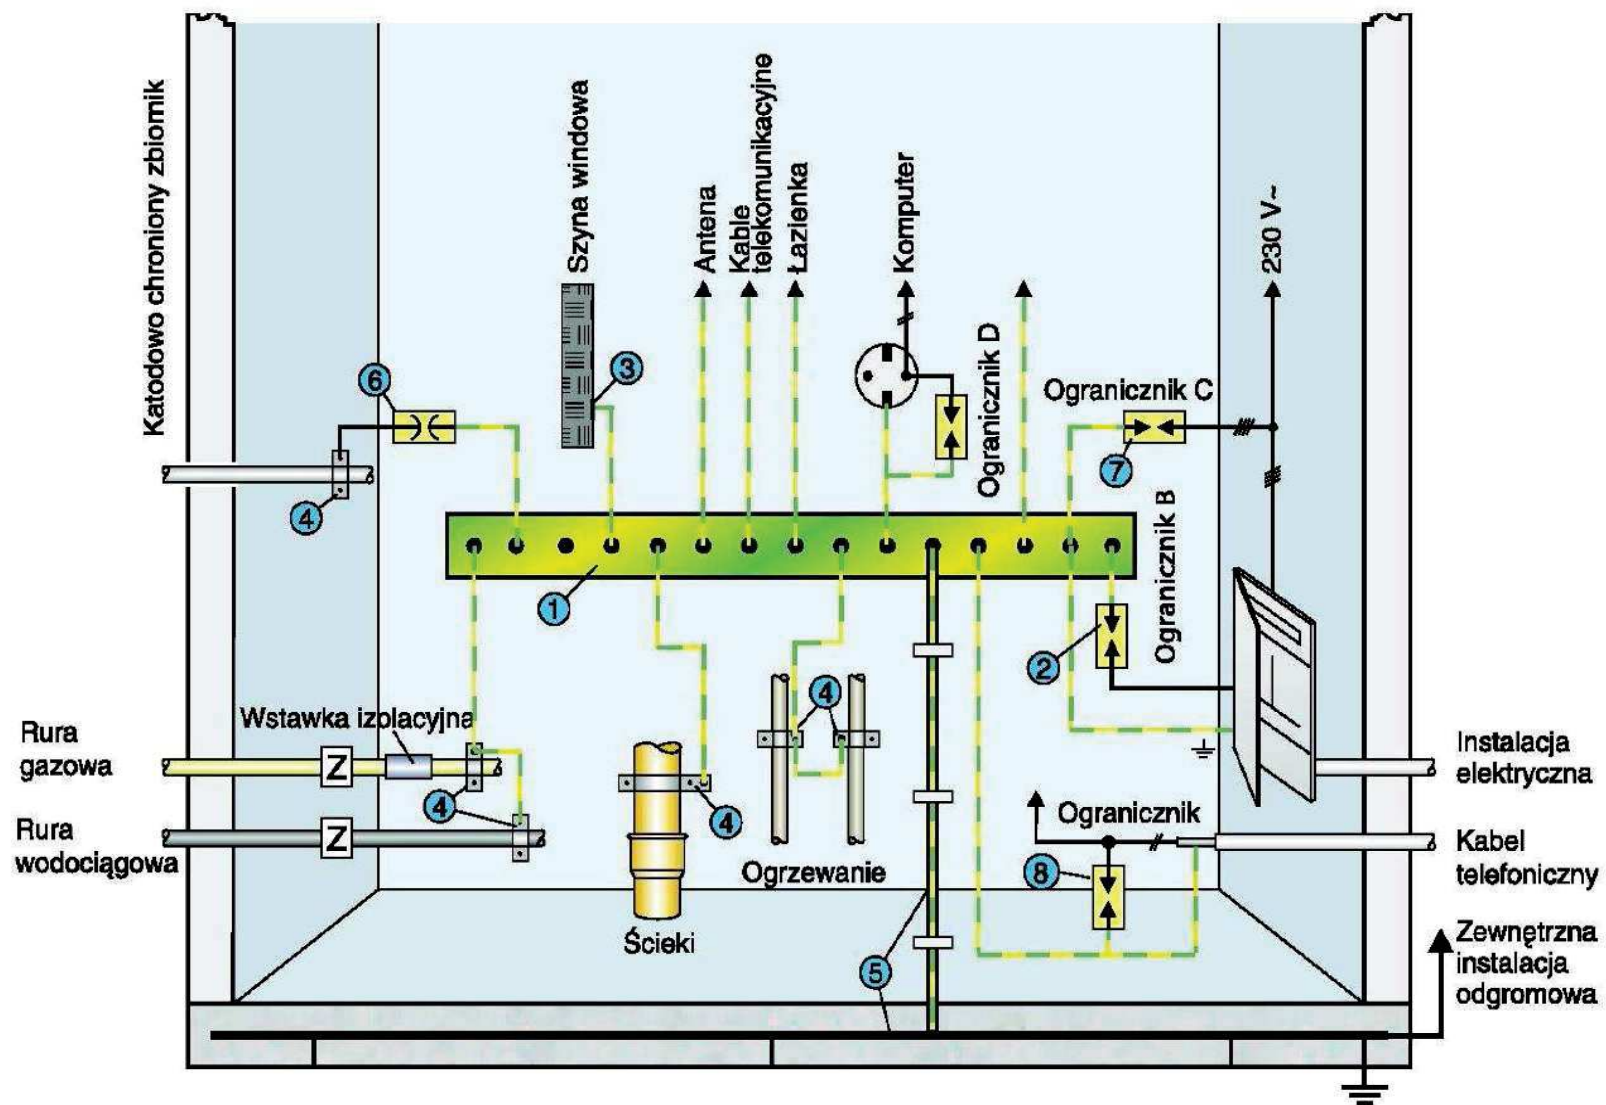 Katodowo chroniony zbiornik
Szyna windowa
Antena
Kable
telekomunikacyjne
Łazienka
Komputer
Ogranicznik D
230 V~
6
3
Ogranicznik C
4
7
Ogranicznik B
1
2
Wstawka izolacyjna
4
Rura
gazowa
Z
4
4
Instalacja
elektryczna
Rura
wodociągowa
Z
Ogranicznik
8
Kabel
telefoniczny
Ogrzewanie
Ścieki
5
Zewnętrzna
instalacja
odgromowa